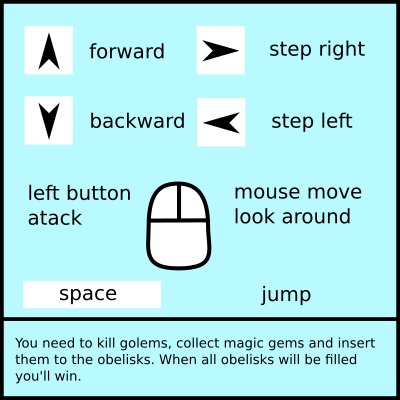 forward
step right
backward
step left
left button
atack
mouse move
look around
space
jump
You need to kill golems, collect magic gems and insert
them to the obelisks. When all obelisks will be filled
you'll win.